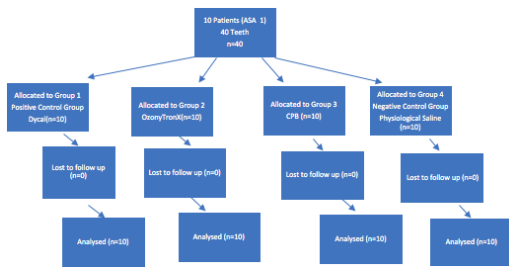 10 Patients (ASA 1)
40 Teeth
n=40
Allocated to Group 1
Positive Control Group
Dycal(n=10)
Allocated to Group 2
OzonyTronX(n=10)
Allocated to Group 3
CPB (n=10)
Allocated to Group 4
Negative Control Group
Physiological Saline
(n=10)
Lost to follow up
(n=0)
Lost to follow up (n=0)
Lost to follow up (n=0)
Lost to follow up (n=0)
Analysed (n=10)
Analysed (n=10)
Analysed (n=10)
Analysed (n=10)